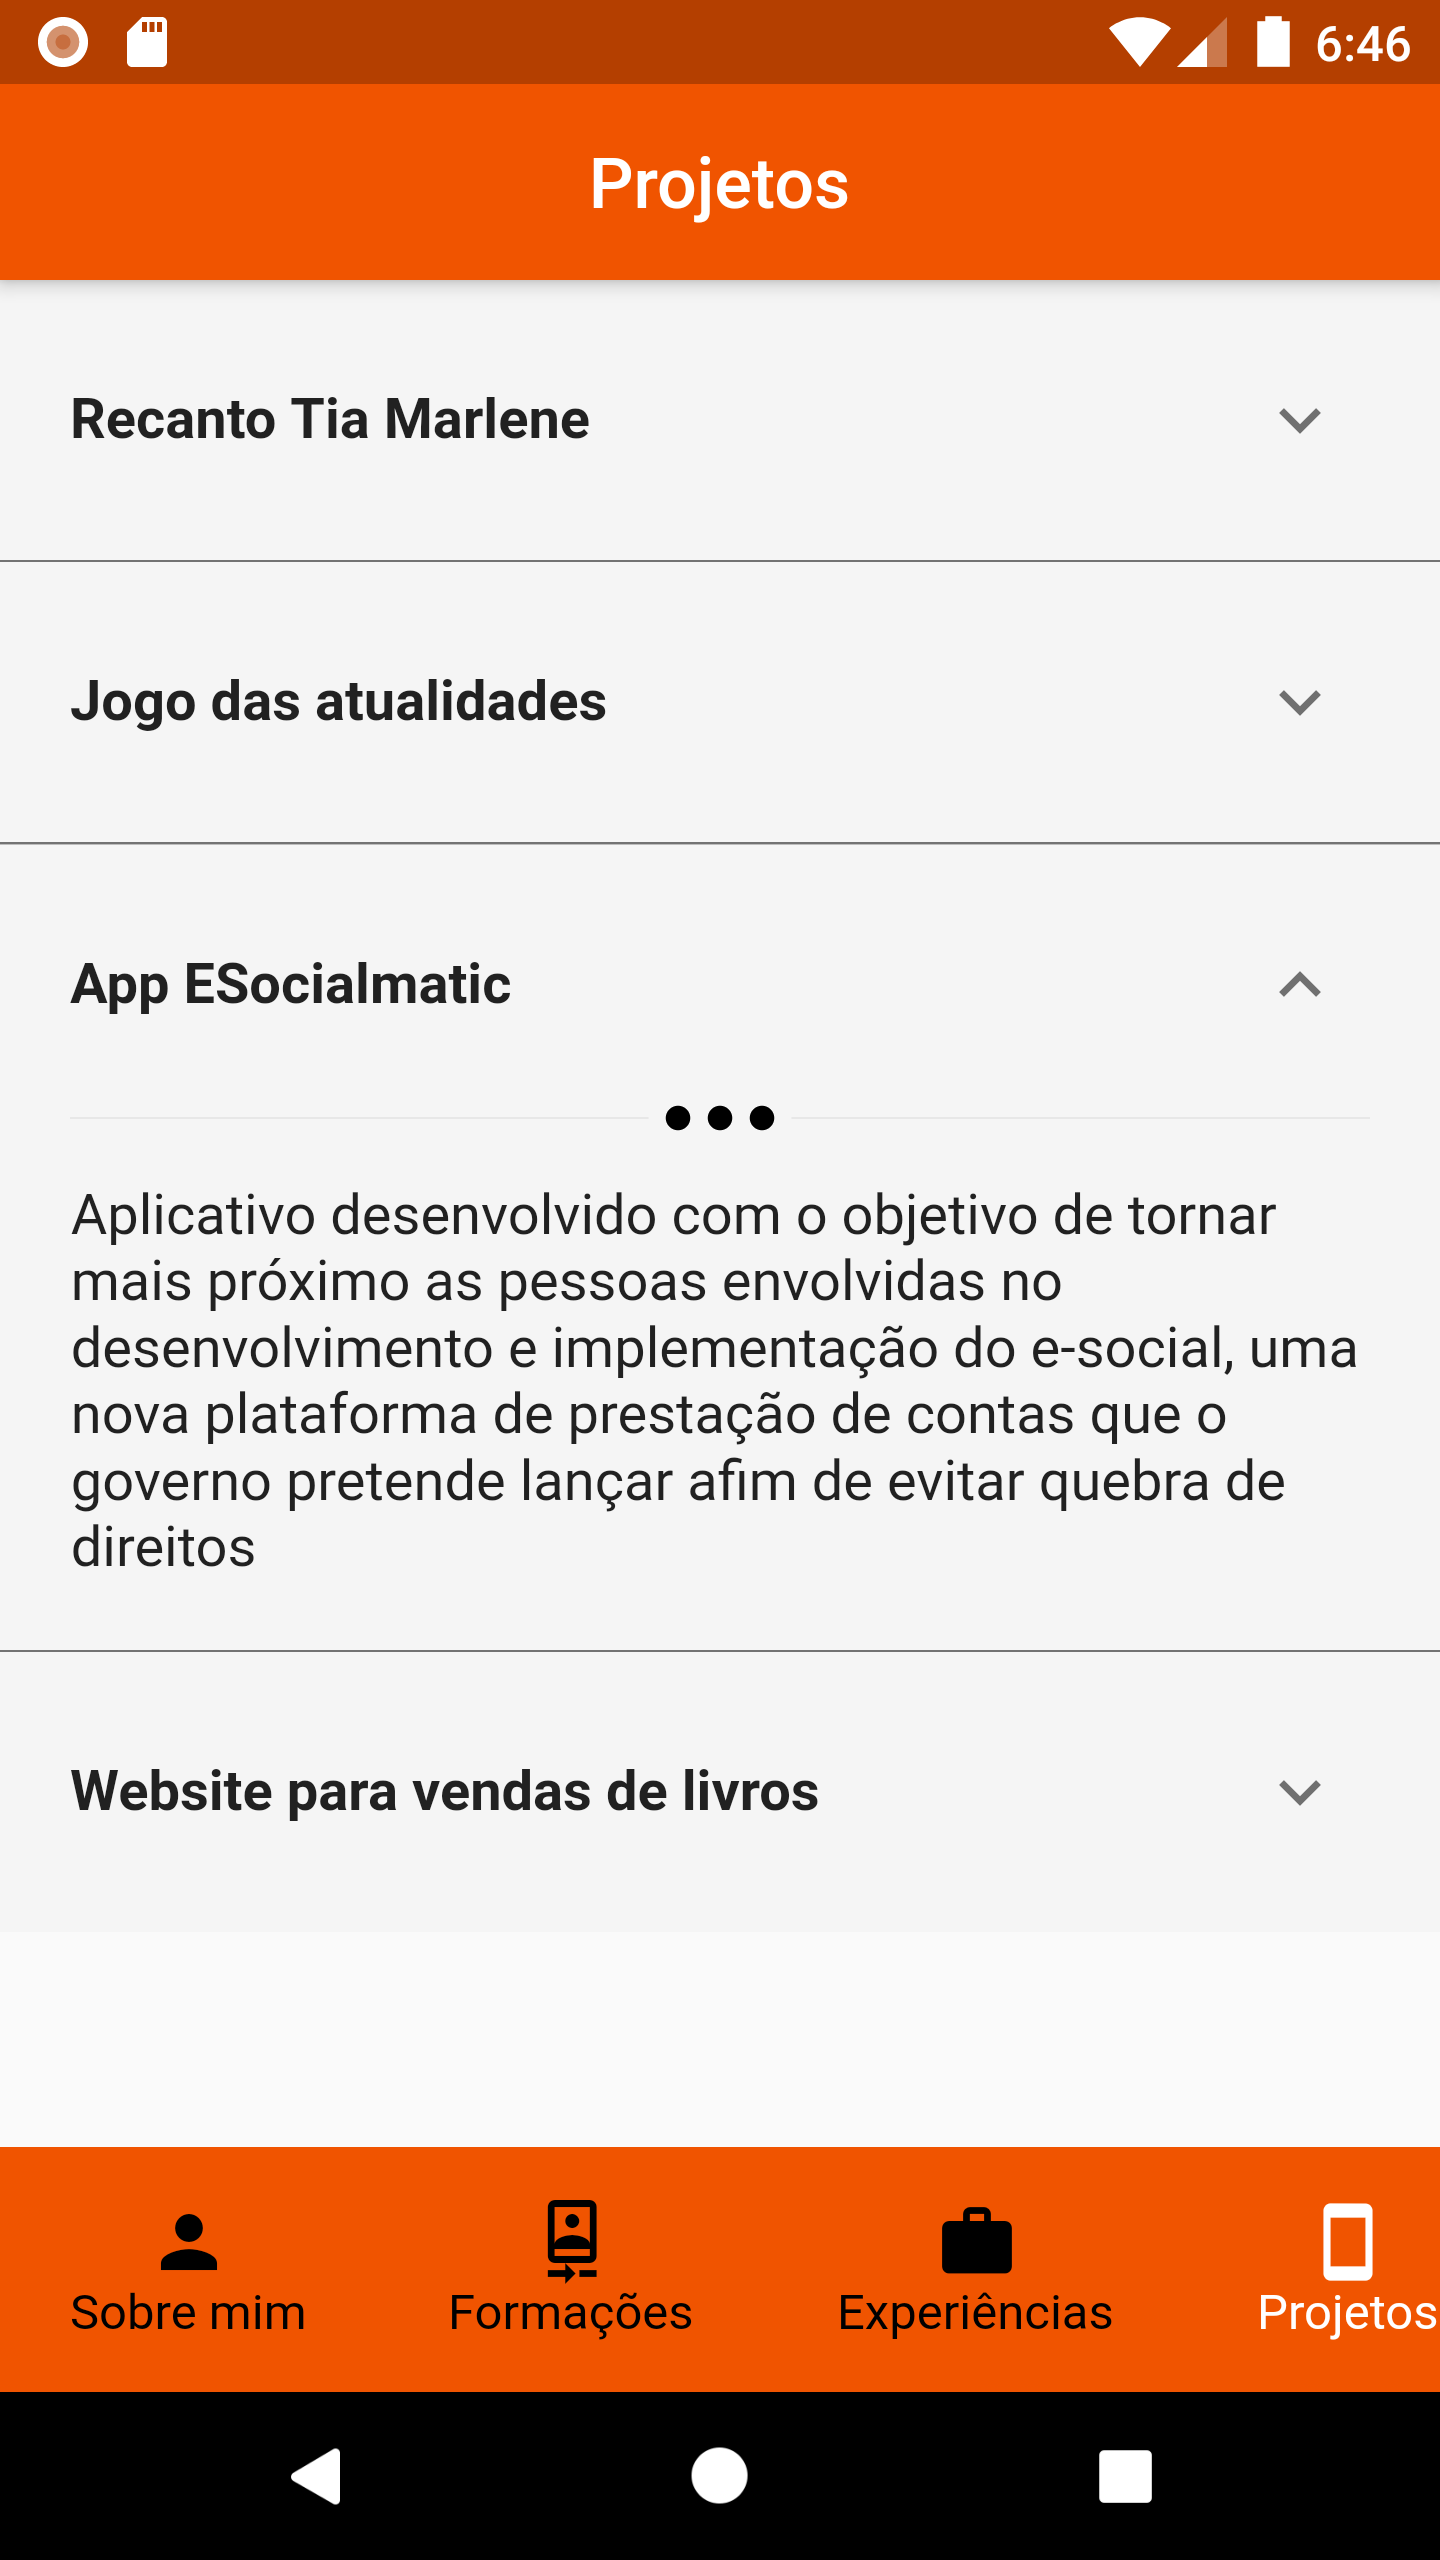 6:46
Projetos
Recanto Tia Marlene
Jogo das atualidades
App ESocialmatic
Aplicativo desenvolvido com o objetivo de tornar
mais próximo as pessoas envolvidas no
desenvolvimento e implementação do e-social, uma
nova plataforma de prestação de contas que o
governo pretende lançar afim de evitar quebra de
direitos
Website para vendas de livros
Sobre mim
Formações
Experiências
Projetos